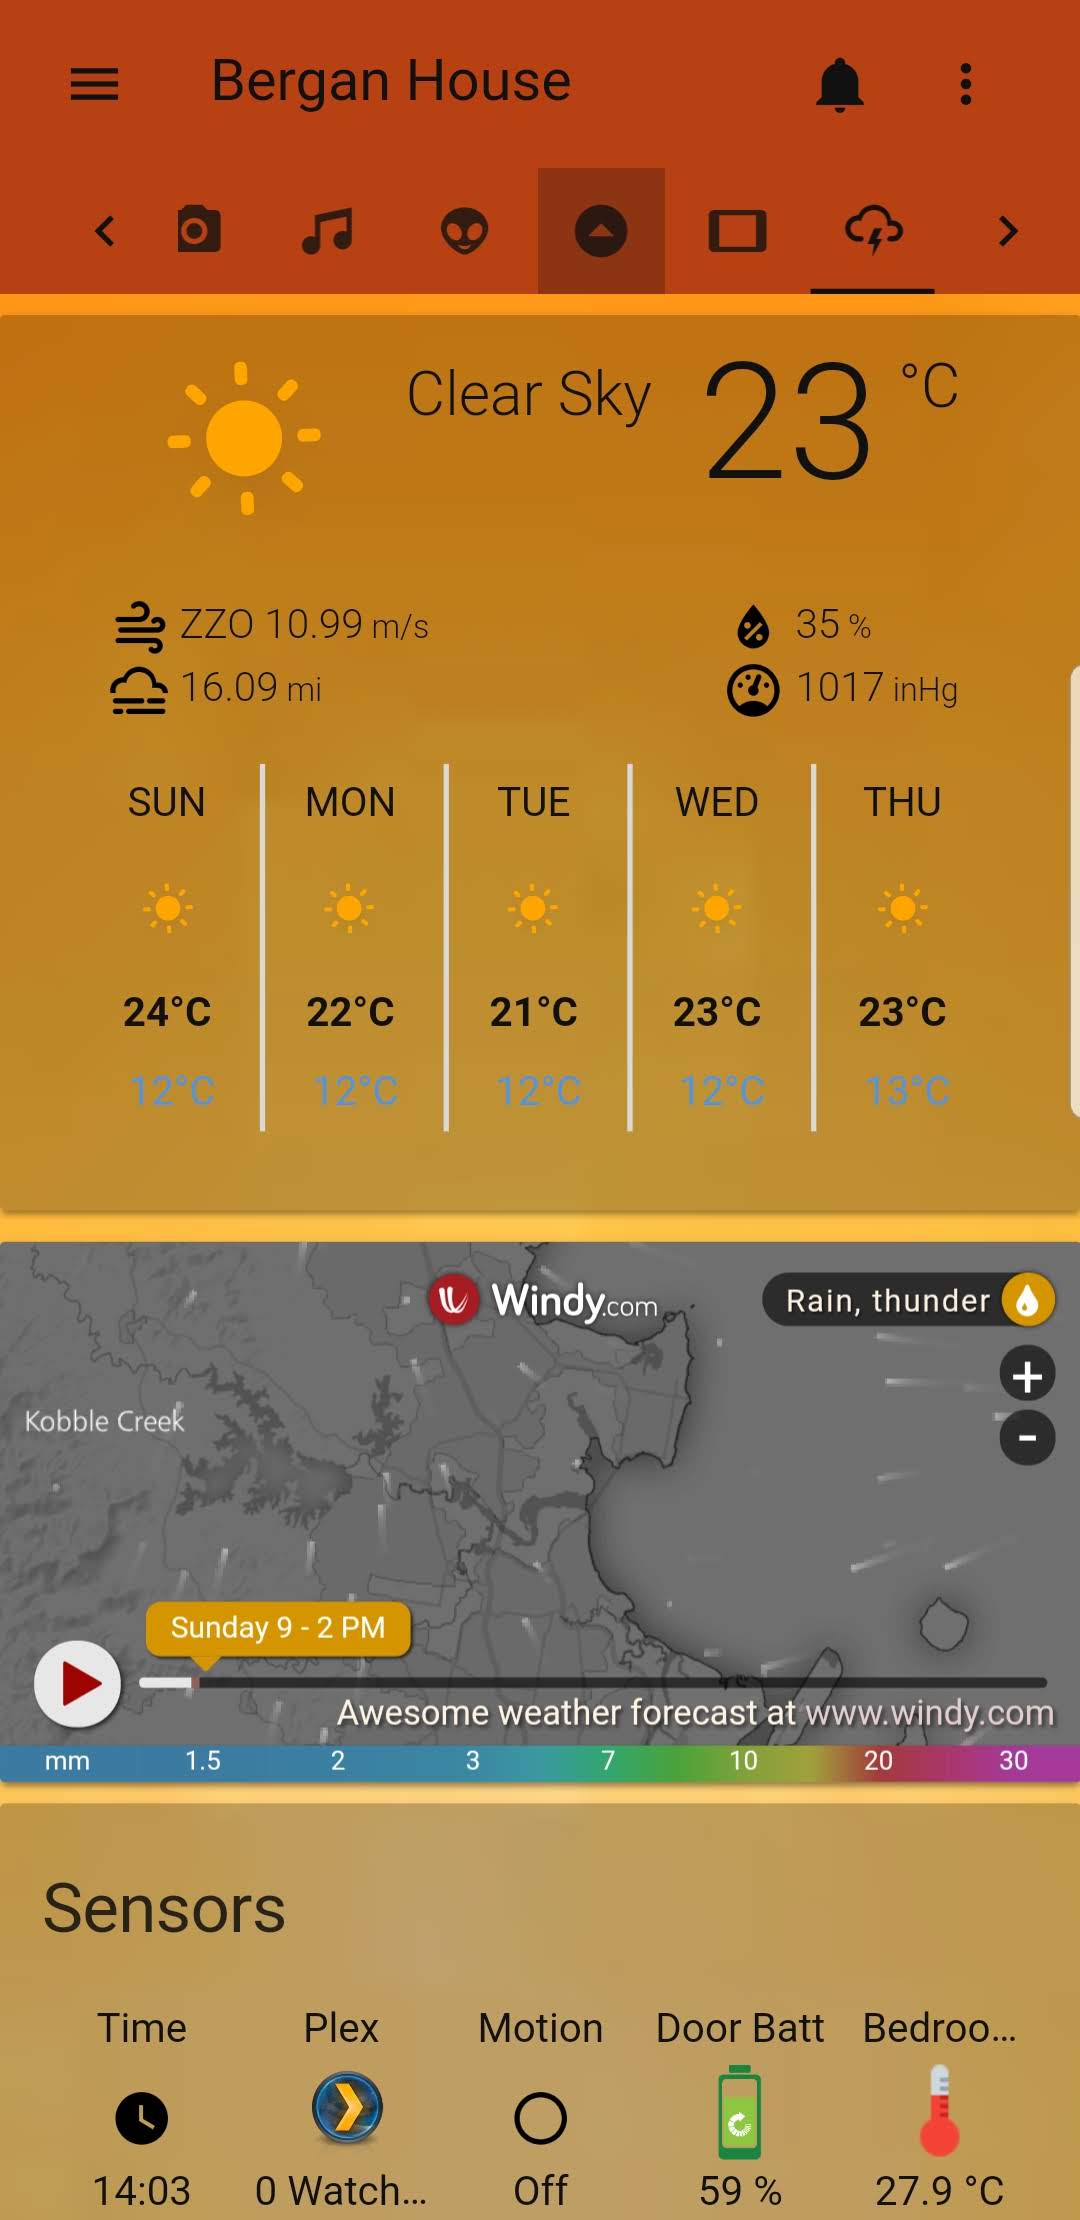 Bergan House
Clear Sky 23 °C
ZZO 10.99 m/s 35 %
16.09 mi 1017 inHg
SUN MON TUE WED THU
24°C 22°C 21°C 23°C 23°C
12°C 12°C 12°C 12°C 13°C
Windy.com
Rain, thunder
+
-
Kobble Creek
Sunday 9 - 2 PM
Awesome weather forecast at www.windy.com
mm 1.5 2 3 7 10 20 30
Sensors
Time Plex Motion Door Batt Bedroo...
14:03 0 Watch... Off 59 % 27.9 °C